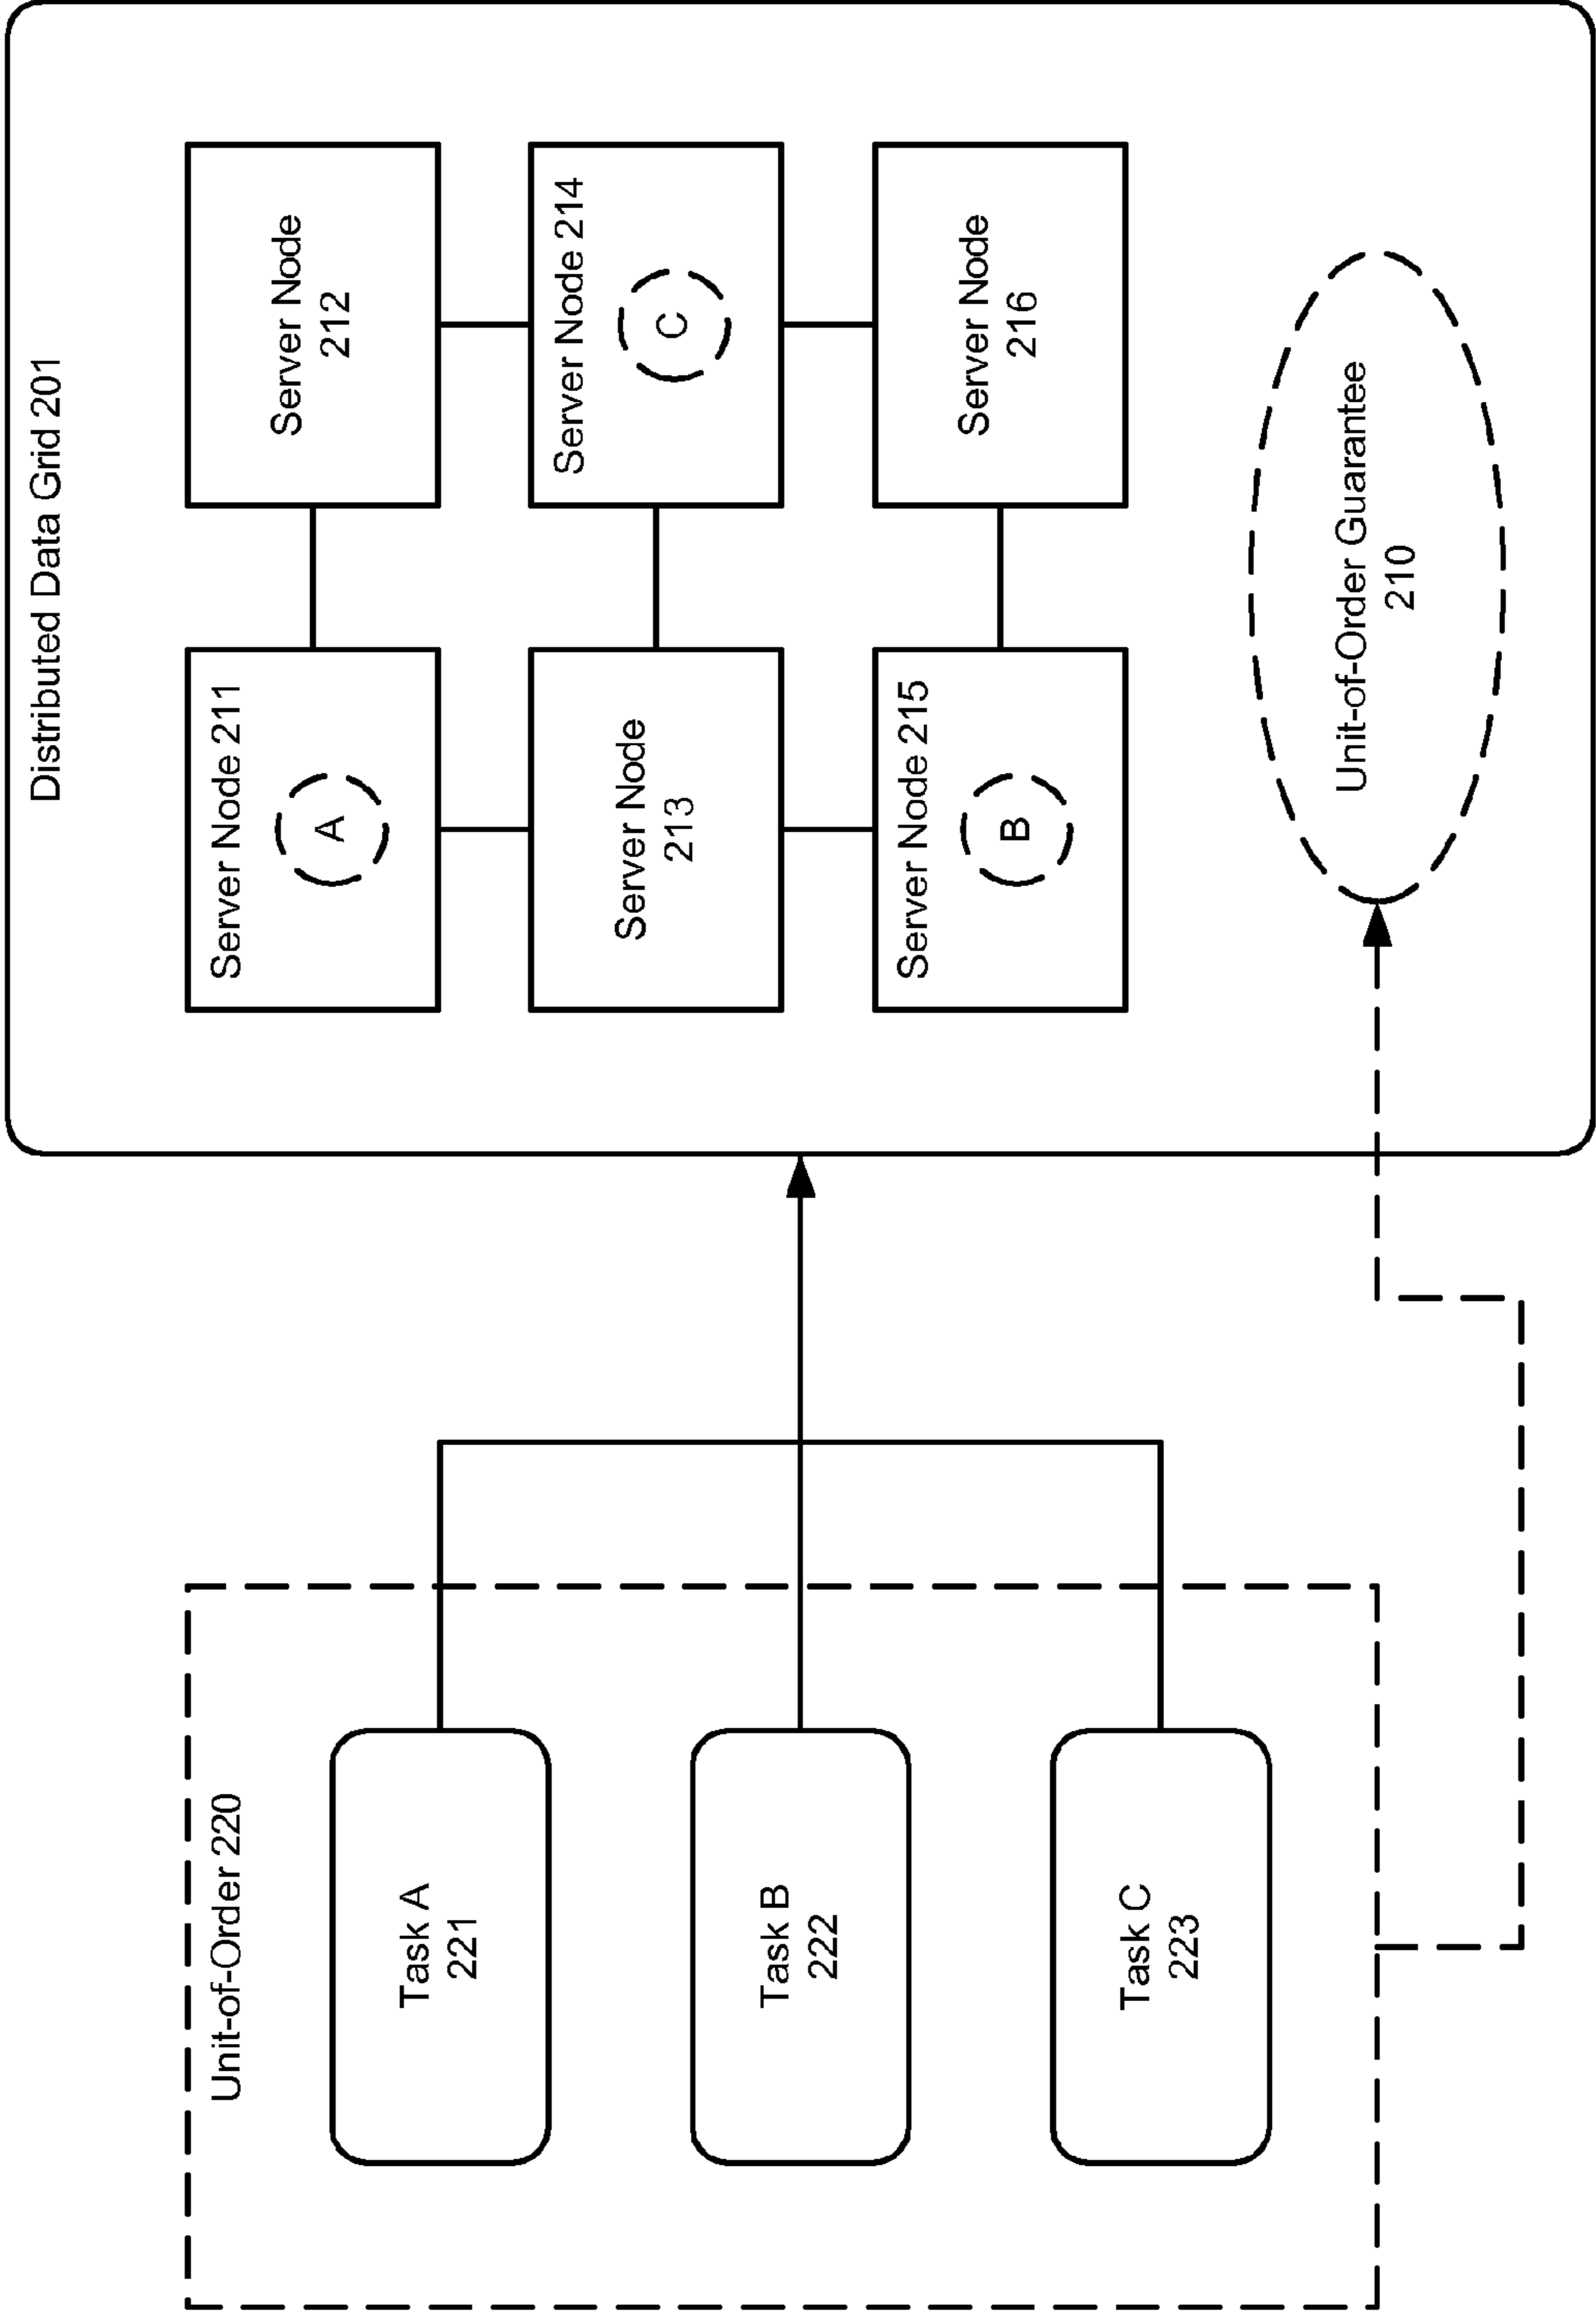 Distributed Data Grid 201
Unit-of-Order 220
Task A
221
Task B
222
Task C
223
Server Node 211
A
Server Node
212
Server Node
213
Server Node 214
C
Server Node 215
B
Server Node
216
Unit-of-Order Guarantee
210